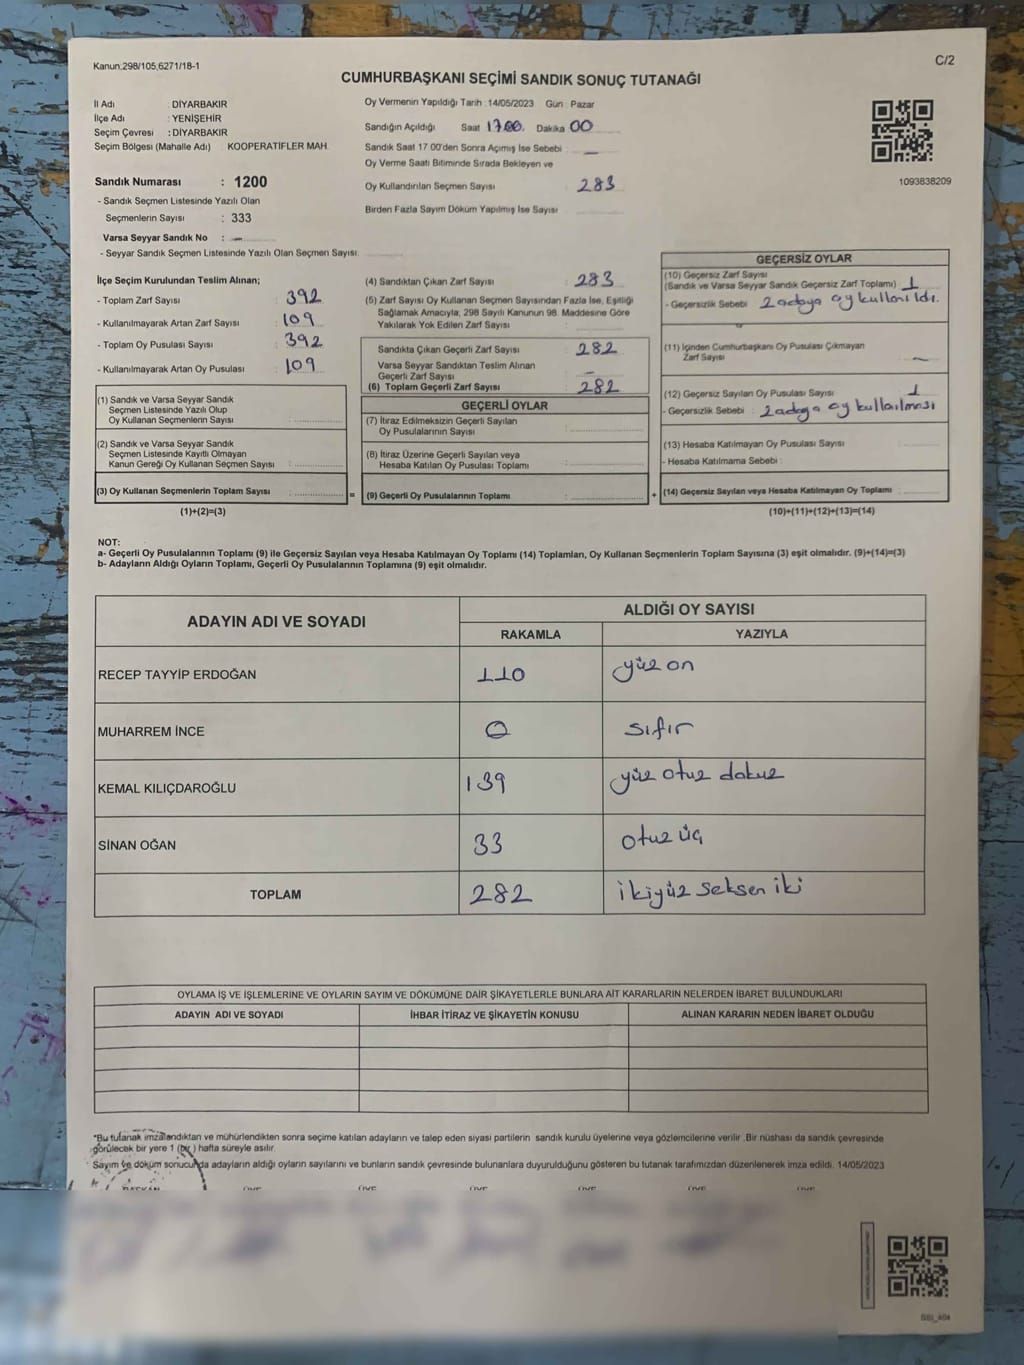 Kanun:298/105,6271/18-1
C/2
CUMHURBAŞKANI SEÇİMİ SANDIK SONUÇ TUTANAĞI
İl Adı : DİYARBAKIR
İlçe Adı : YENİŞEHİR
Seçim Çevresi : DİYARBAKIR
Seçim Bölgesi (Mahalle Adı) : KOOPERATİFLER MAH.
Oy Vermenin Yapıldığı Tarih :14/05/2023 Gün : Pazar
Sandığın Açıldığı Saat 17.00. Dakika 00
Sandık Saat 17:00'den Sonra Açımış İse Sebebi : —
Oy Verme Saati Bitiminde Sırada Bekleyen ve
Oy Kullandırılan Seçmen Sayısı : 283
Birden Fazla Sayım Döküm Yapılmış İse Sayısı :
1093838209
Sandık Numarası : 1200
- Sandık Seçmen Listesinde Yazılı Olan
Seçmenlerin Sayısı : 333
Varsa Seyyar Sandık No : —
- Seyyar Sandık Seçmen Listesinde Yazılı Olan Seçmen Sayısı:
İlçe Seçim Kurulundan Teslim Alınan;
- Toplam Zarf Sayısı : 392
- Kullanılmayarak Artan Zarf Sayısı : 109
- Toplam Oy Pusulası Sayısı : 392
- Kullanılmayarak Artan Oy Pusulası : 109
(1) Sandık ve Varsa Seyyar Sandık
Seçmen Listesinde Yazılı Olup
Oy Kullanan Seçmenlerin Sayısı :
(2) Sandık ve Varsa Seyyar Sandık
Seçmen Listesinde Kayıtlı Olmayan
Kanun Gereği Oy Kullanan Seçmen Sayısı :
(3) Oy Kullanan Seçmenlerin Toplam Sayısı : =
(1)+(2)=(3)
(4) Sandıktan Çıkan Zarf Sayısı : 283
(5) Zarf Sayısı Oy Kullanan Seçmen Sayısından Fazla İse, Eşitliği
Sağlamak Amacıyla, 298 Sayılı Kanunun 98. Maddesine Göre
Yakılarak Yok Edilen Zarf Sayısı :
Sandıkta Çıkan Geçerli Zarf Sayısı : 282
Varsa Seyyar Sandıktan Teslim Alınan
Geçerli Zarf Sayısı : —
(6) Toplam Geçerli Zarf Sayısı : 282
GEÇERLİ OYLAR
(7) İtiraz Edilmeksizin Geçerli Sayılan
Oy Pusulalarının Sayısı :
(8) İtiraz Üzerine Geçerli Sayılan veya
Hesaba Katılan Oy Pusulası Toplamı :
(9) Geçerli Oy Pusulalarının Toplamı : +
GEÇERSİZ OYLAR
(10) Geçersiz Zarf Sayısı
(Sandık ve Varsa Seyyar Sandık Geçersiz Zarf Toplamı) : 1
- Geçersizlik Sebebi : 2 adaya oy kullanıldı.
(11) İçinden Cumhurbaşkanı Oy Pusulası Çıkmayan
Zarf Sayısı : —
(12) Geçersiz Sayılan Oy Pusulası Sayısı : 1
- Geçersizlik Sebebi : 2 adaya oy kullanılması
(13) Hesaba Katılmayan Oy Pusulası Sayısı :
- Hesaba Katılmama Sebebi :
(14) Geçersiz Sayılan veya Hesaba Katılmayan Oy Toplamı :
(10)+(11)+(12)+(13)=(14)
NOT:
a- Geçerli Oy Pusulalarının Toplamı (9) ile Geçersiz Sayılan veya Hesaba Katılmayan Oy Toplamı (14) Toplamları, Oy Kullanan Seçmenlerin Toplam Sayısına (3) eşit olmalıdır. (9)+(14)=(3)
b- Adayların Aldığı Oyların Toplamı, Geçerli Oy Pusulalarının Toplamına (9) eşit olmalıdır.
ADAYIN ADI VE SOYADI
ALDIĞI OY SAYISI
RAKAMLA YAZIYLA
RECEP TAYYİP ERDOĞAN 110 yüz on
MUHARREM İNCE 0 sıfır
KEMAL KILIÇDAROĞLU 139 yüz otuz dokuz
SİNAN OĞAN 33 otuz üç
TOPLAM 282 ikiyüz seksen iki
OYLAMA İŞ VE İŞLEMLERİNE VE OYLARIN SAYIM VE DÖKÜMÜNE DAİR ŞİKAYETLERLE BUNLARA AİT KARARLARIN NELERDEN İBARET BULUNDUKLARI
ADAYIN ADI VE SOYADI İHBAR İTİRAZ VE ŞİKAYETİN KONUSU ALINAN KARARIN NEDEN İBARET OLDUĞU
*Bu tutanak imzalandıktan ve mühürlendikten sonra seçime katılan adayların ve talep eden siyasi partilerin sandık kurulu üyelerine veya gözlemcilerine verilir .Bir nüshası da sandık çevresinde
görülecek bir yere 1 (bir) hafta süreyle asılır.
Sayım ve döküm sonucunda adayların aldığı oyların sayılarını ve bunların sandık çevresinde bulunanlara duyurulduğunu gösteren bu tutanak tarafımızdan düzenlenerek imza edildi. 14/05/2023